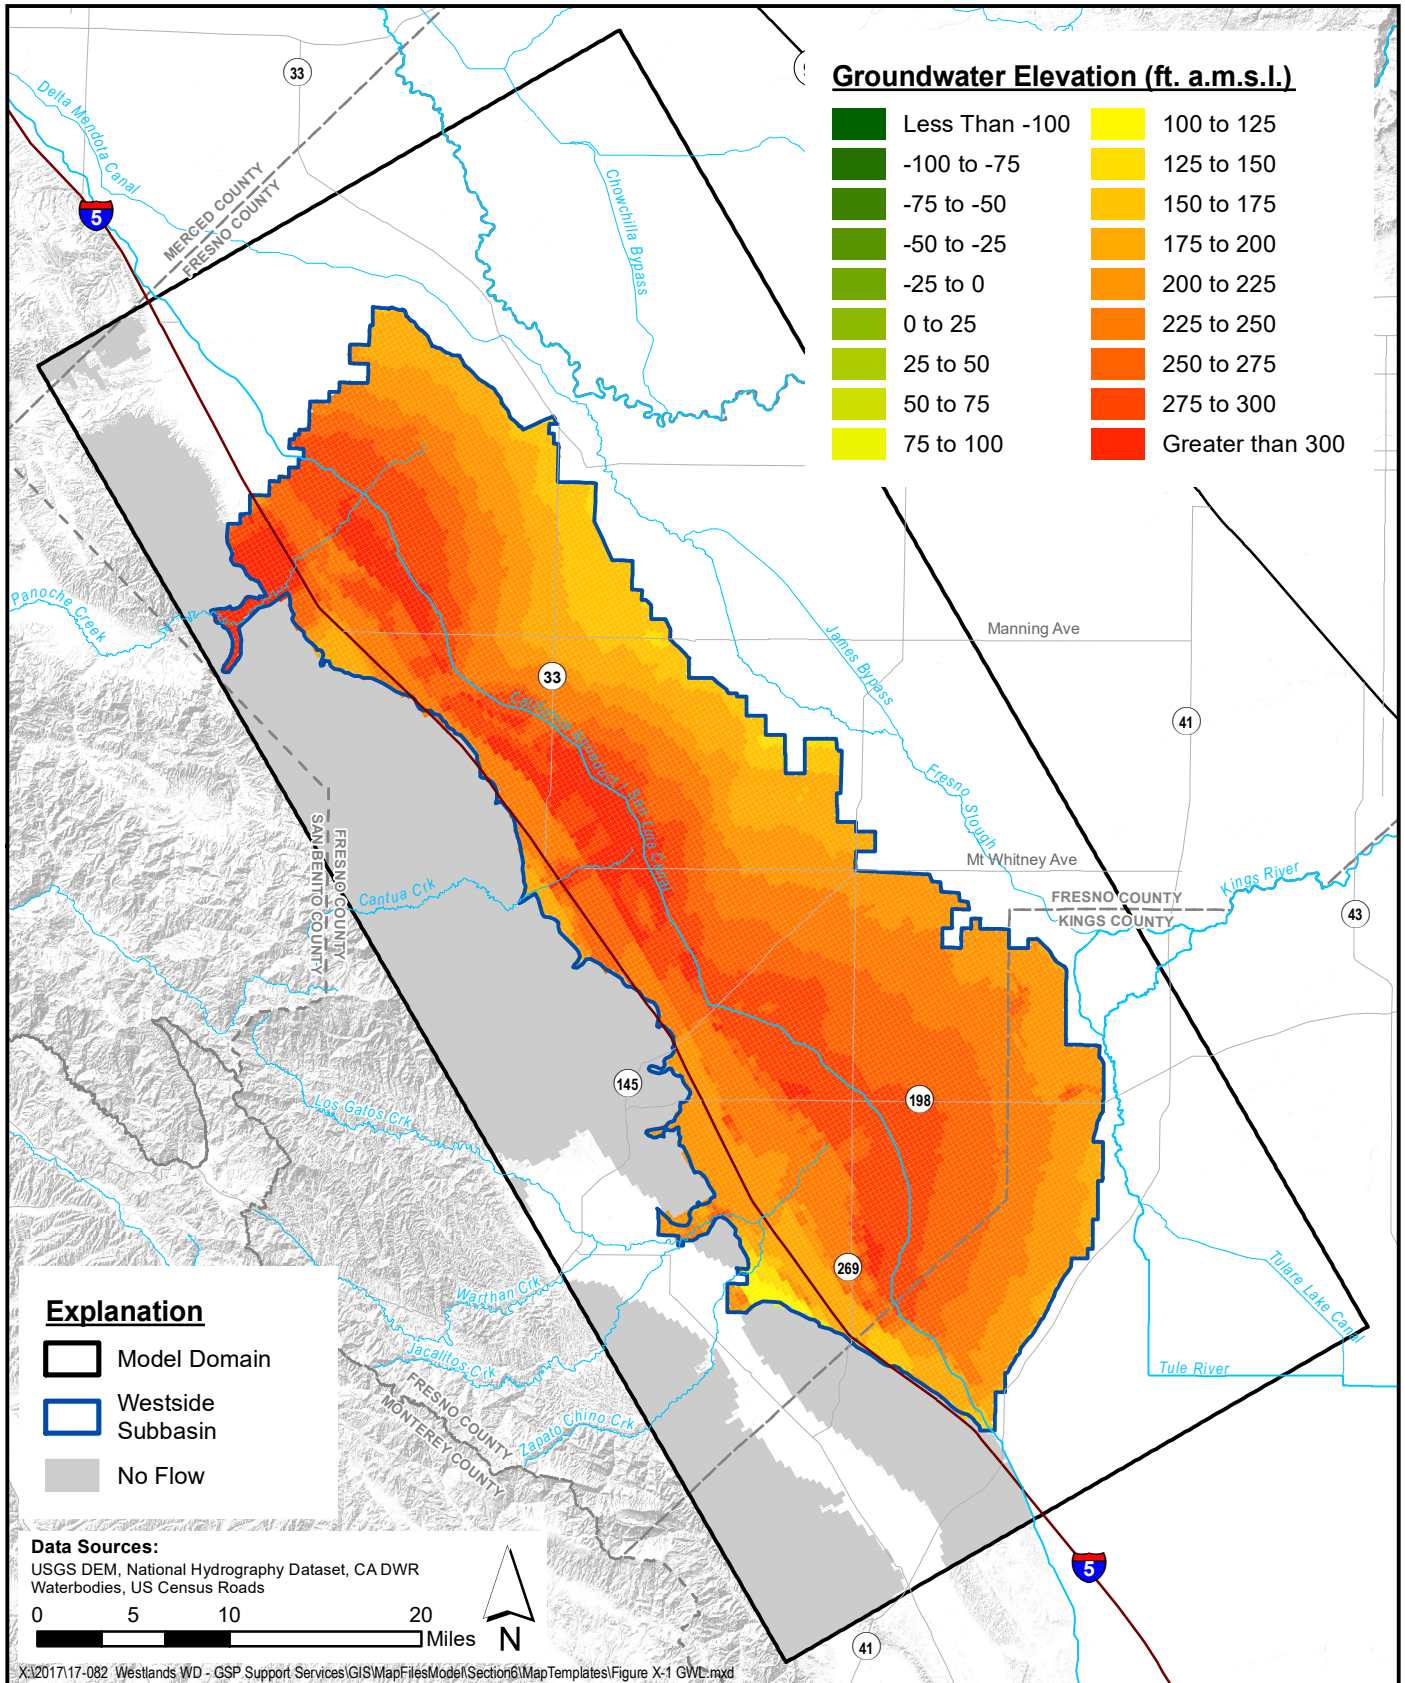 Groundwater Elevation (ft. a.m.s.l.)
Less Than -100
-100 to -75
-75 to -50
-50 to -25
-25 to 0
0 to 25
25 to 50
50 to 75
75 to 100
100 to 125
125 to 150
150 to 175
175 to 200
200 to 225
225 to 250
250 to 275
275 to 300
Greater than 300
33
Delta Mendota Canal
5
MERCED COUNTY
FRESNO COUNTY
Chowchilla Bypass
Panoche Creek
Manning Ave
James Bypass
33
California Aqueduct / San Luis Canal
41
Fresno Slough
Mt Whitney Ave
Kings River
FRESNO COUNTY
KINGS COUNTY
43
SAN BENITO COUNTY
FRESNO COUNTY
Cantua Crk
145
Los Gatos Crk
198
269
Warthan Crk
Jacalitos Crk
FRESNO COUNTY
MONTEREY COUNTY
Zapato Chino Crk
Tulare Lake Canal
Tule River
5
41
Explanation
Model Domain
Westside
Subbasin
No Flow
Data Sources:
USGS DEM, National Hydrography Dataset, CA DWR
Waterbodies, US Census Roads
0 5 10 20
Miles
N
X:\2017\17-082 Westlands WD - GSP Support Services\GIS\MapFilesModel\Section6\MapTemplates\Figure X-1 GWL.mxd